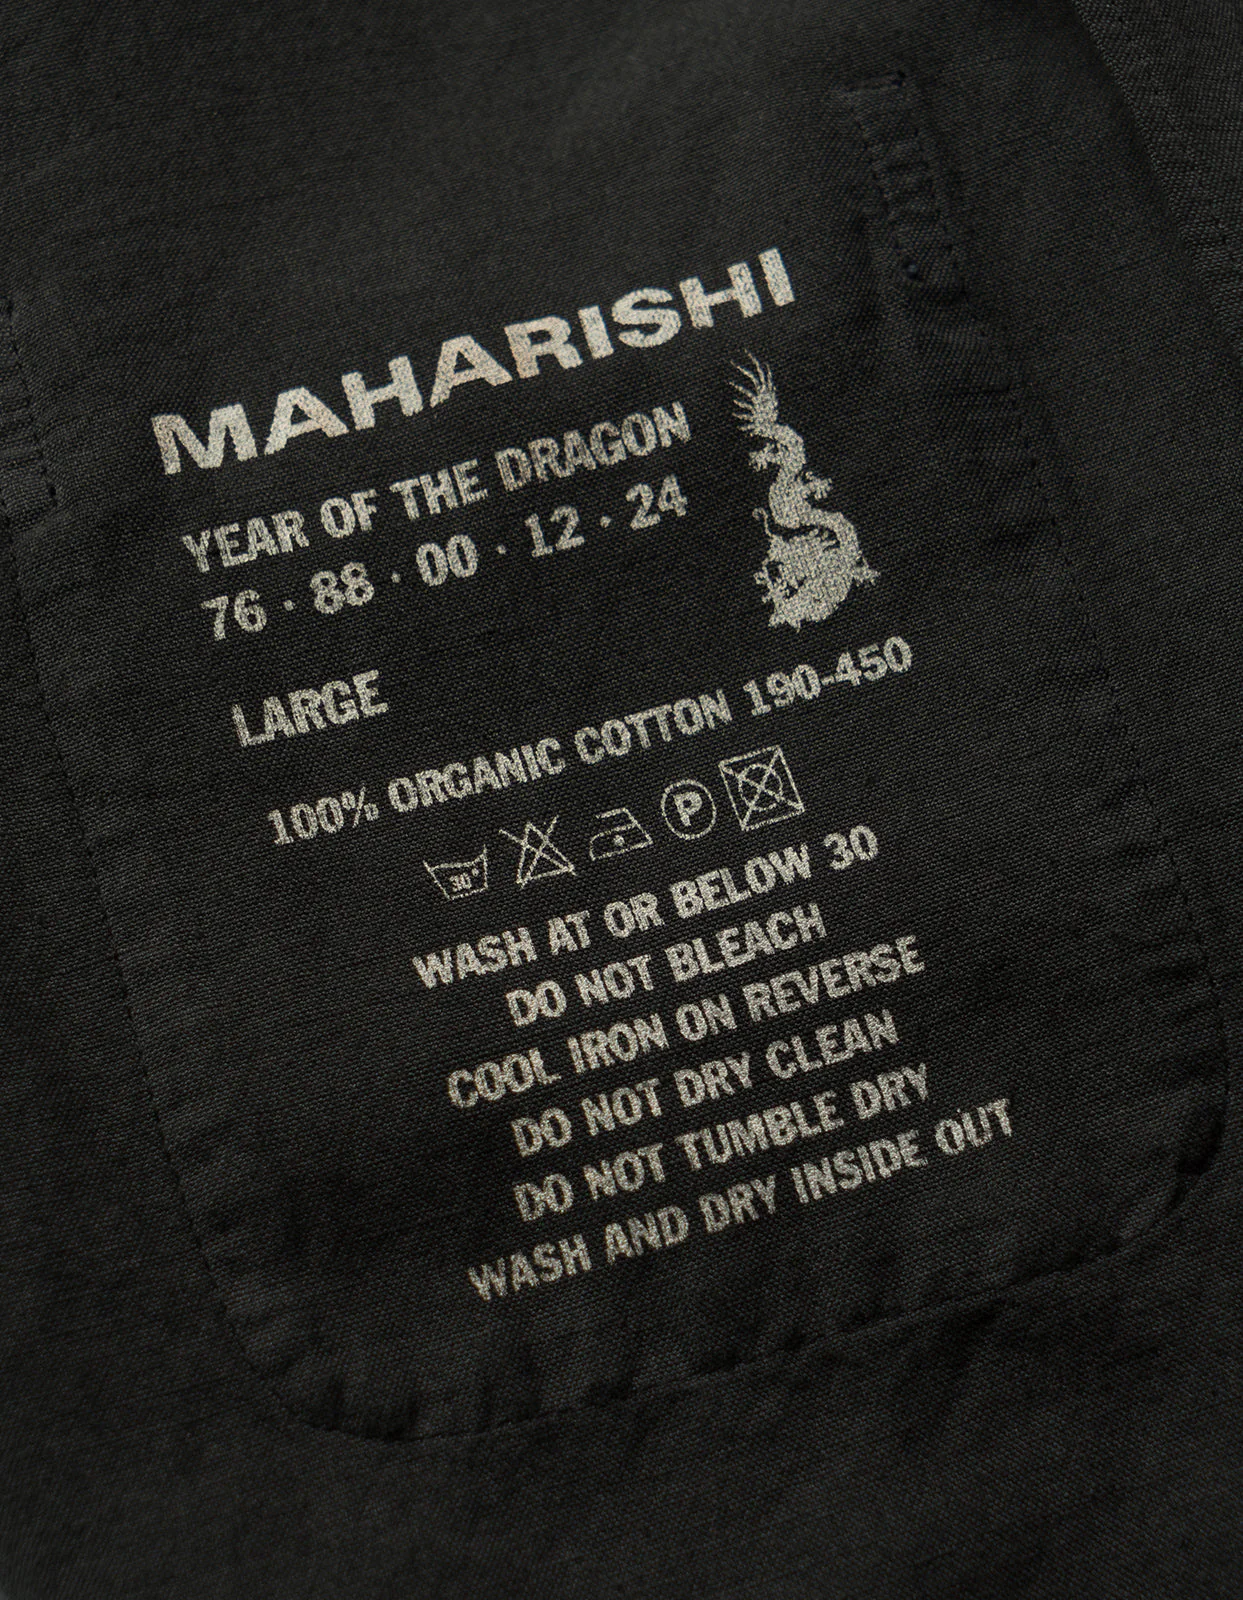 MAHARISHI
YEAR OF THE DRAGON
76 · 88 · 00 · 12 · 24
LARGE
100% ORGANIC COTTON 190-450
30° P
WASH AT OR BELOW 30
DO NOT BLEACH
COOL IRON ON REVERSE
DO NOT DRY CLEAN
DO NOT TUMBLE DRY
WASH AND DRY INSIDE OUT